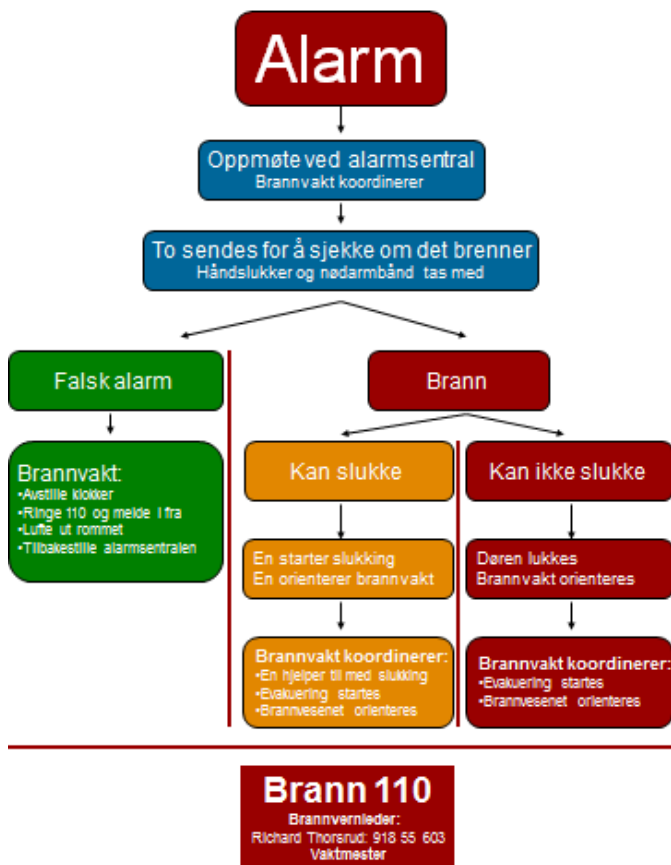 Alarm
Oppmøte ved alarmsentral
Brannvakt koordinerer
To sendes for å sjekke om det brenner
Håndslukker og nødarmbånd tas med
Falsk alarm
Brannvakt:
•Avstille klokker
•Ringe 110 og melde I fra
•Lufte ut rommet
•Tilbakestille alarmsentralen
Brann
Kan slukke
En starter slukking
En orienterer brannvakt
Brannvakt koordinerer:
•En hjelper til med slukking
•Evakuering startes
•Brannvesenet orienteres
Kan ikke slukke
Døren lukkes
Brannvakt orienteres
Brannvakt koordinerer:
•Evakuering startes
•Brannvesenet orienteres
Brann 110
Brannvernleder:
Richard Thorsrud: 918 55 603
Vaktmester